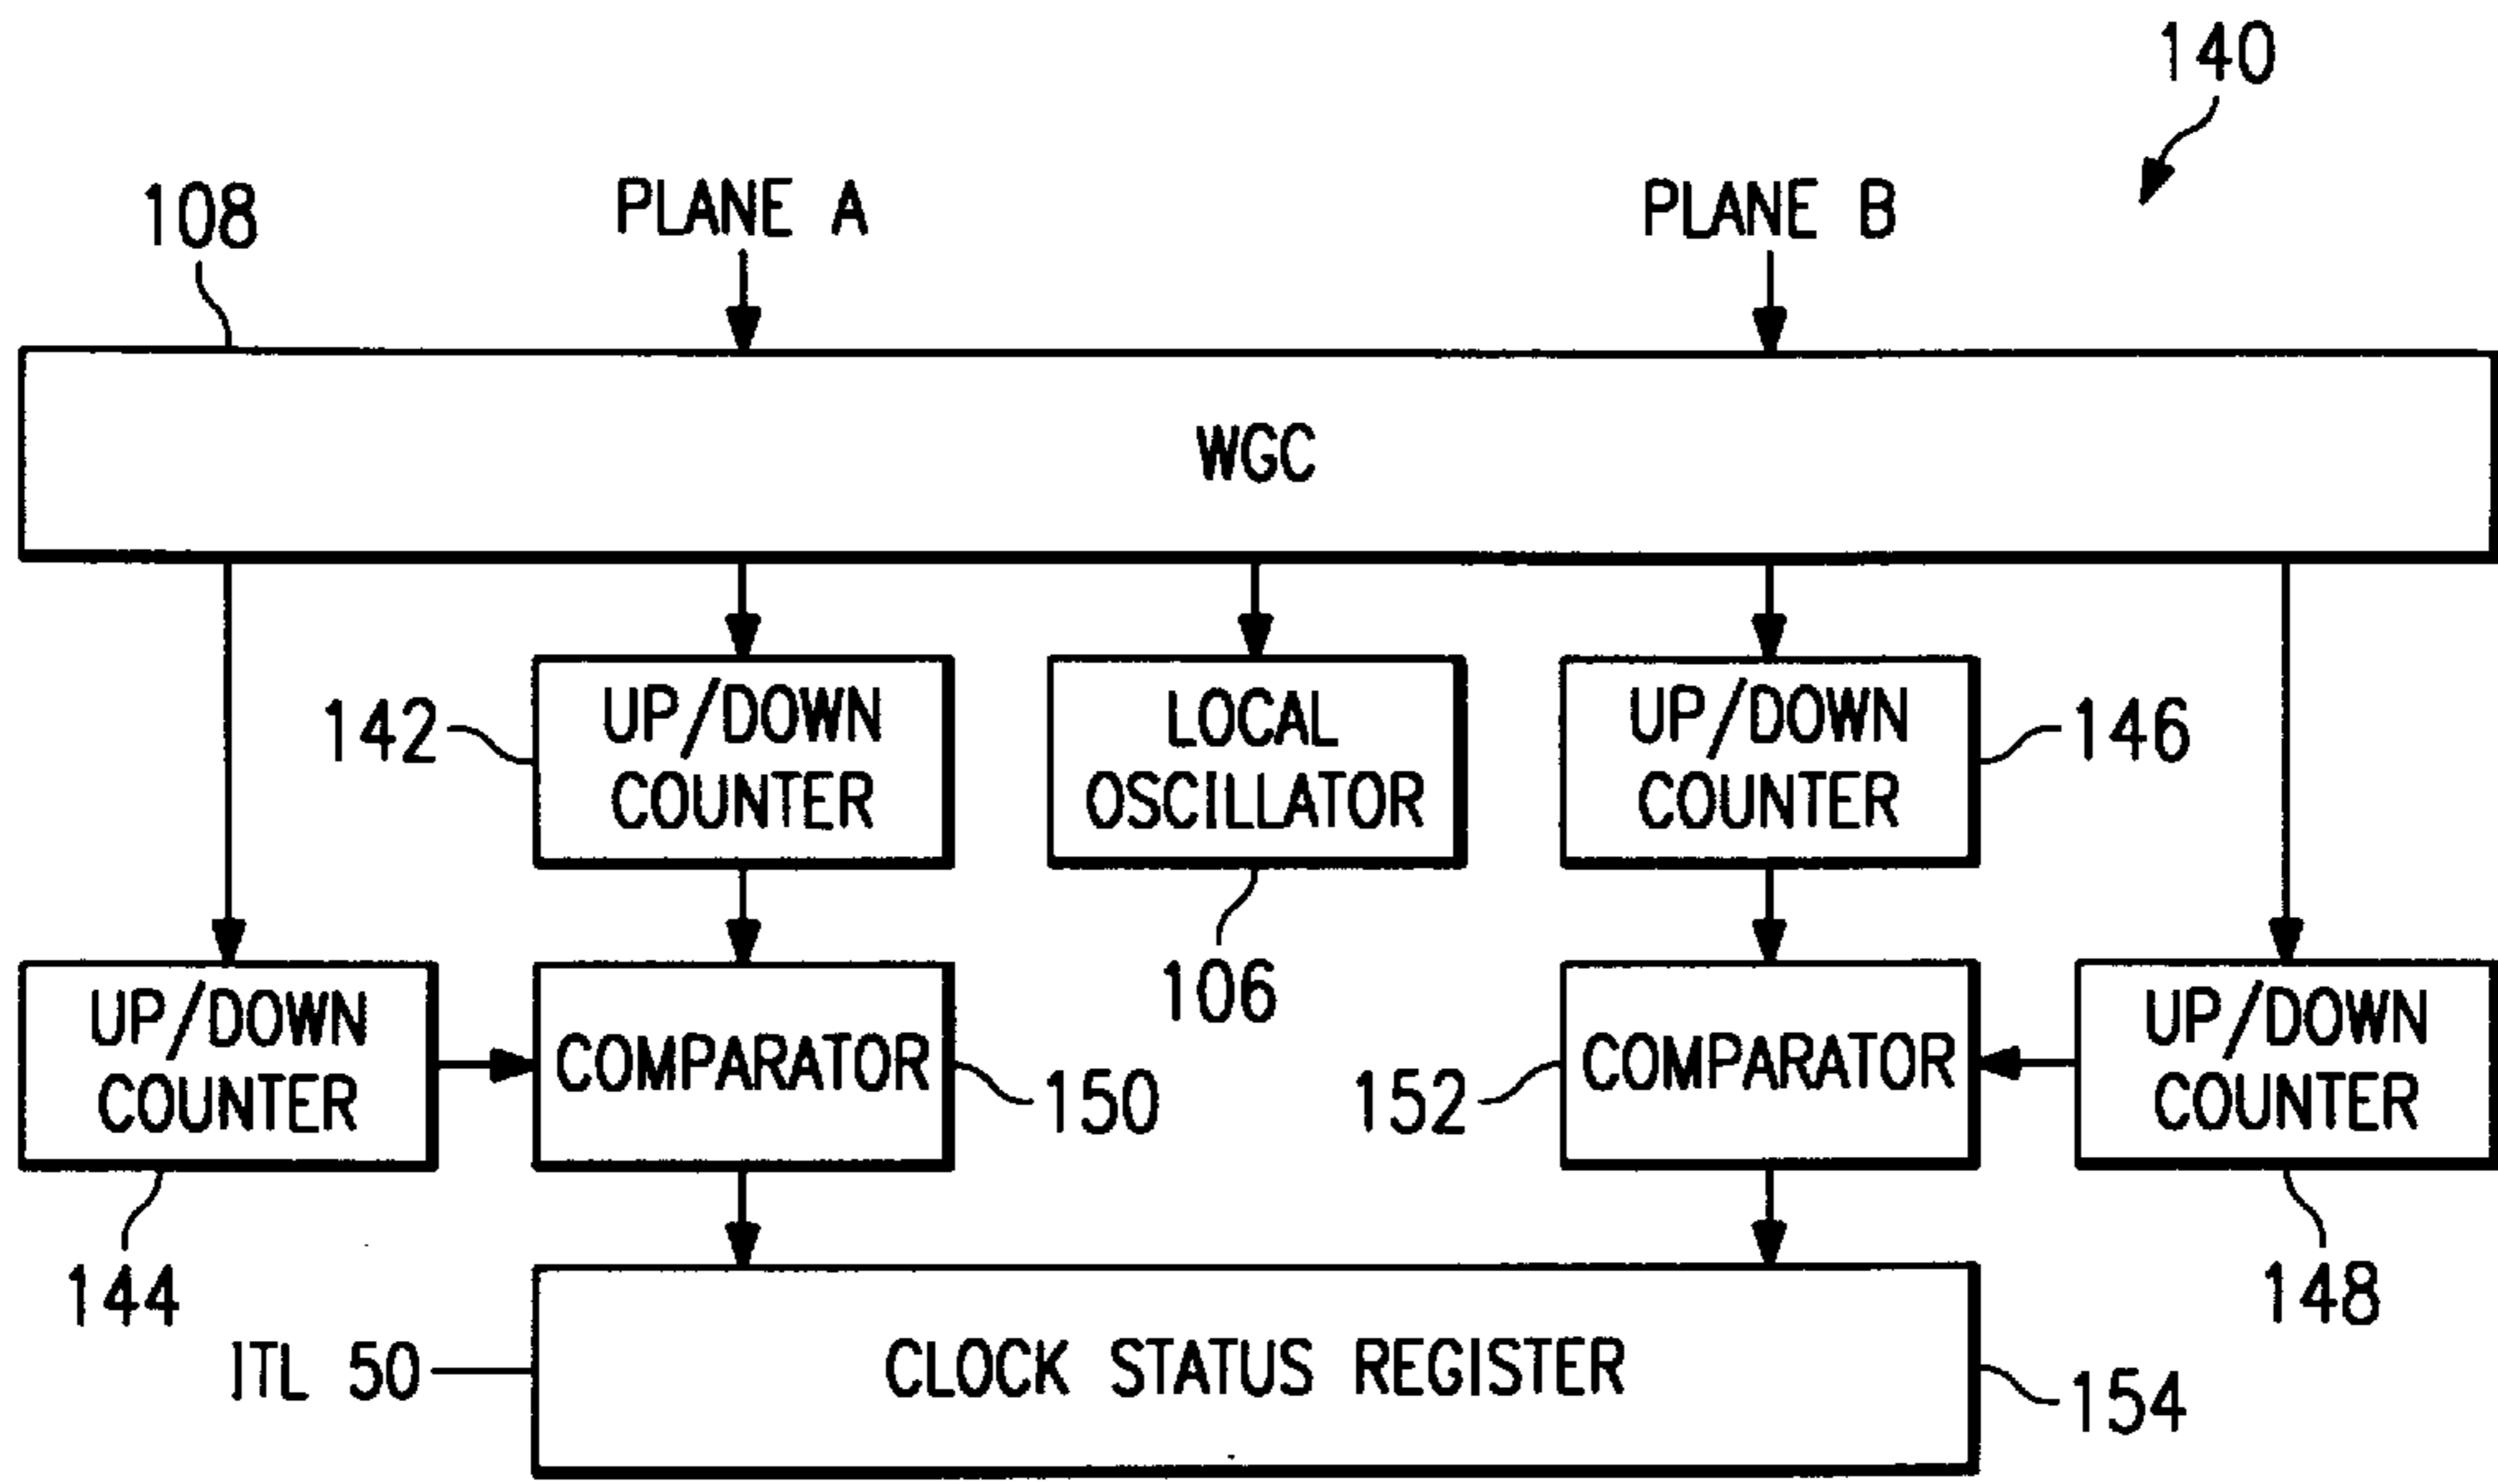 140
108
PLANE A
PLANE B
WGC
142
UP/DOWN
COUNTER
LOCAL
OSCILLATOR
UP/DOWN
COUNTER
146
106
UP/DOWN
COUNTER
COMPARATOR
150
152
COMPARATOR
UP/DOWN
COUNTER
144
148
ITL 50
CLOCK STATUS REGISTER
154